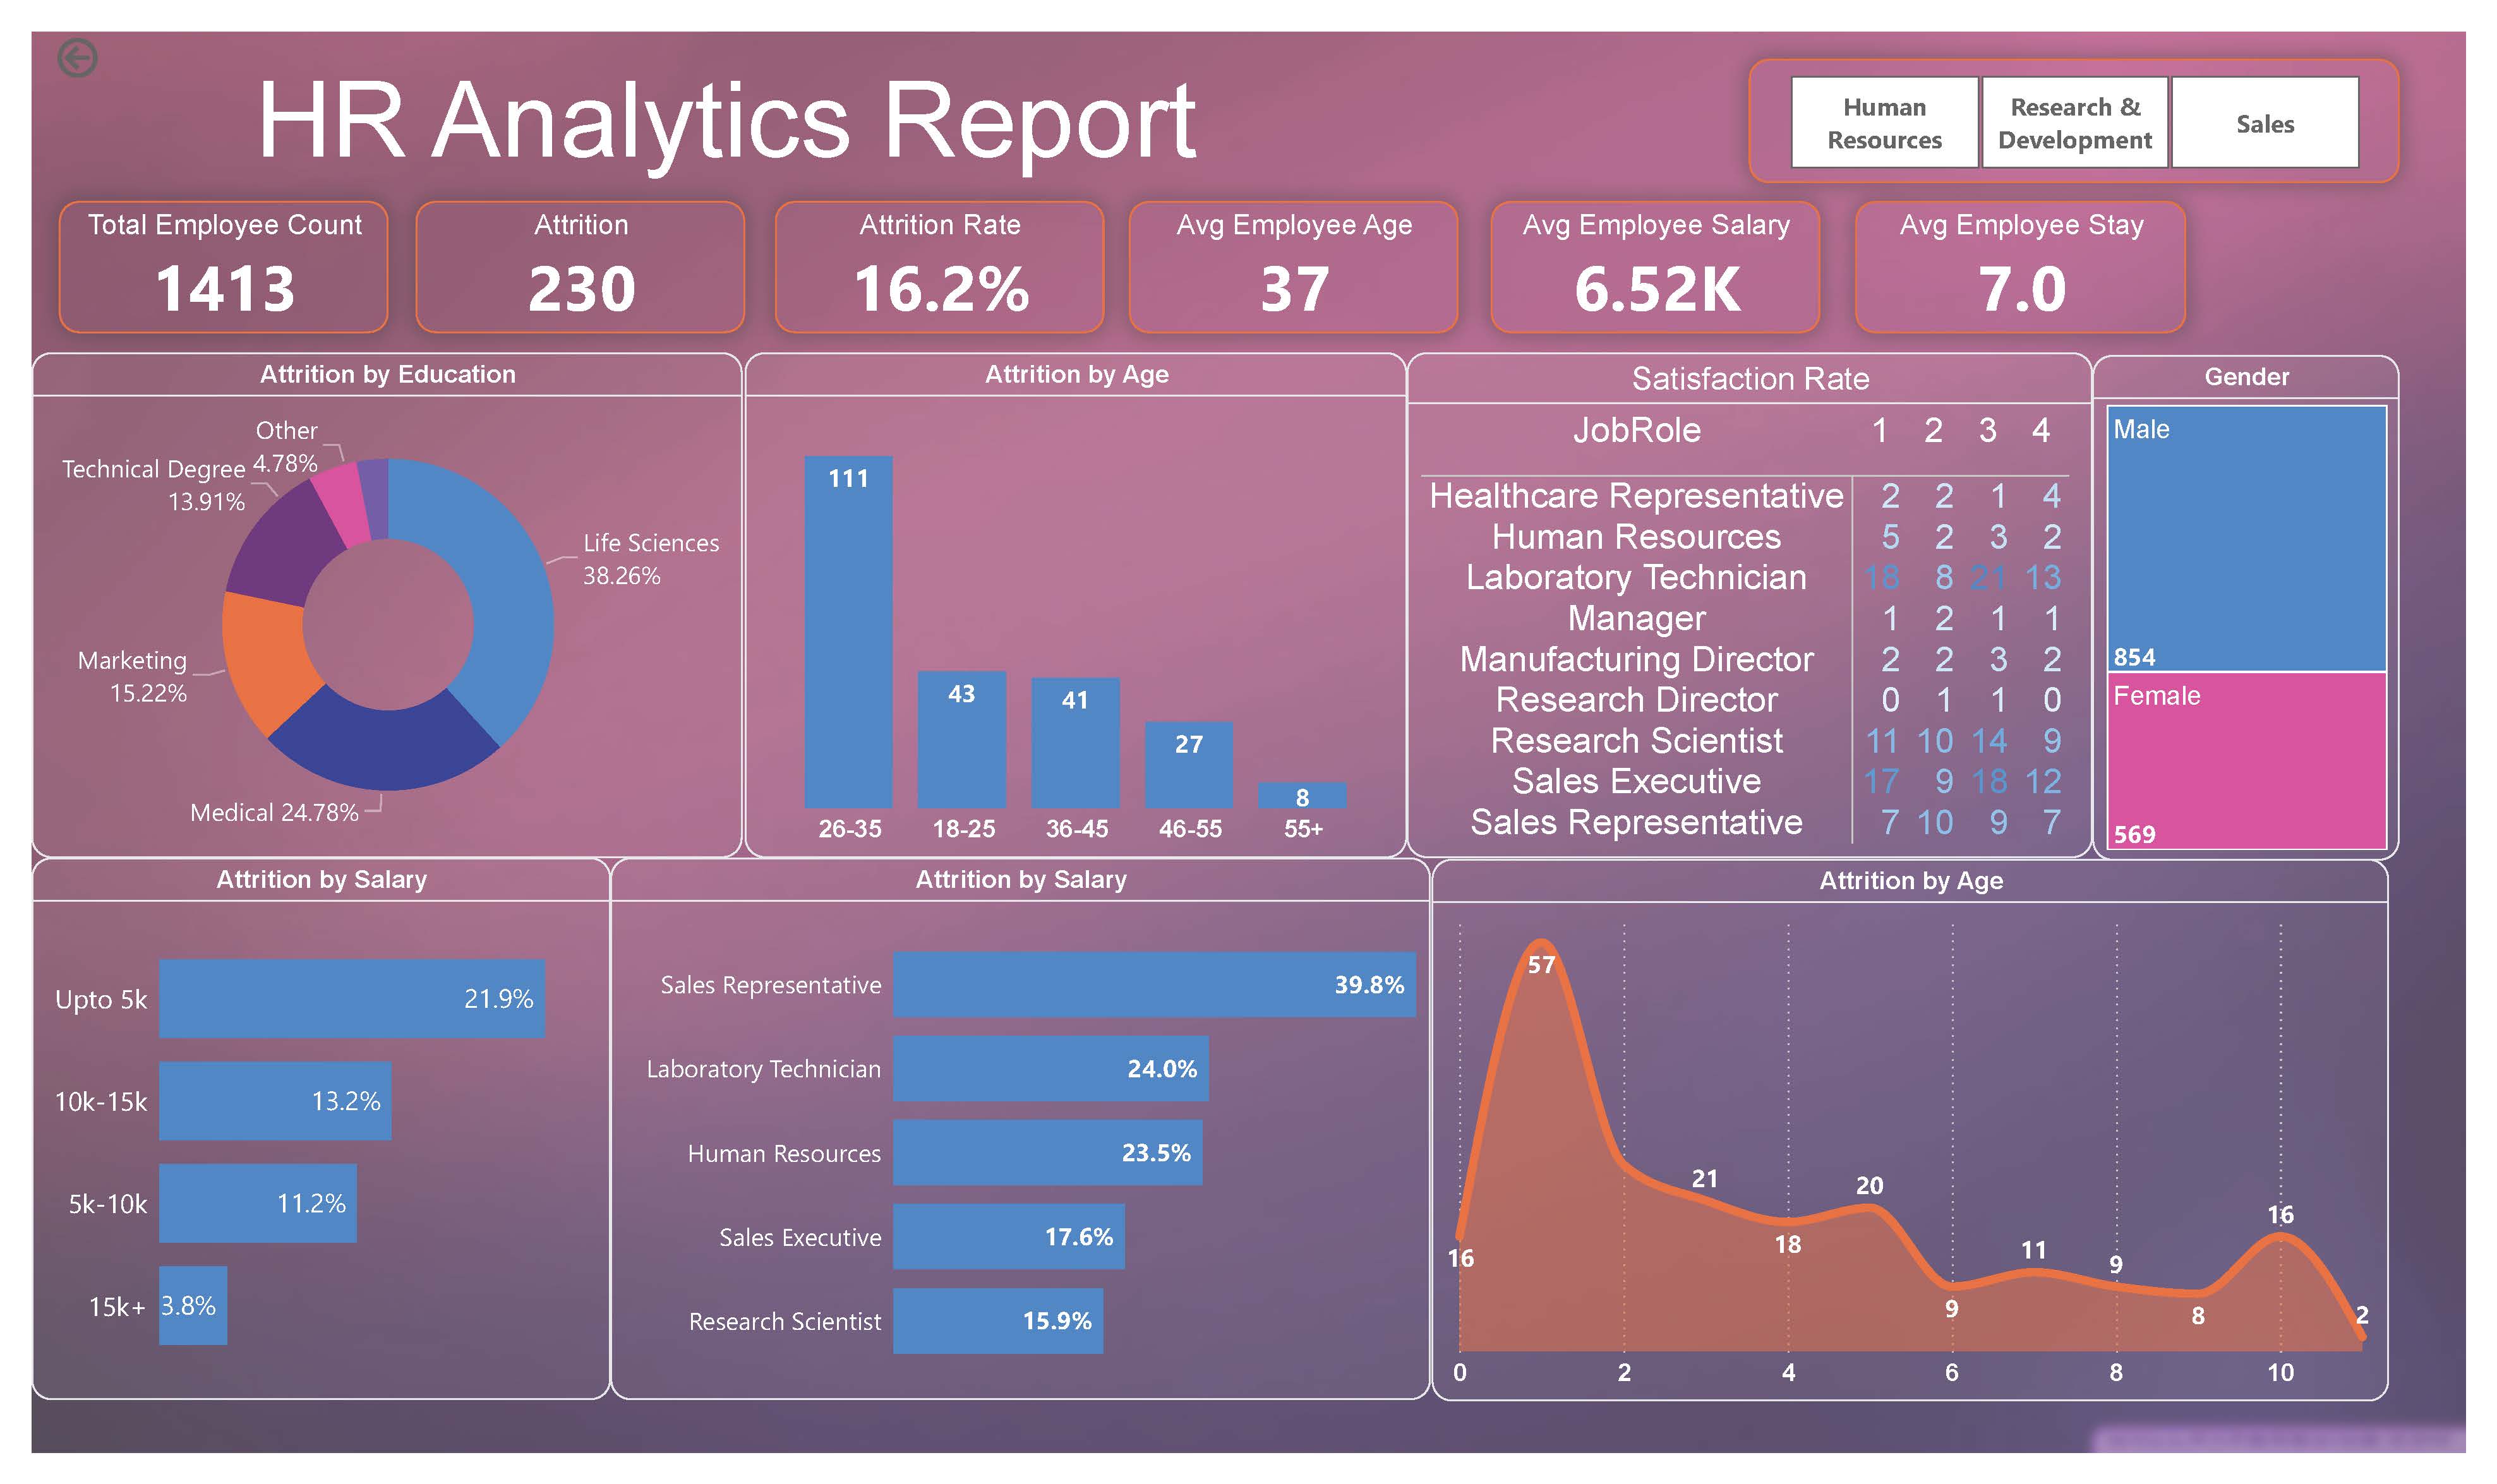 HR Analytics Report
Human
Resources
Research &
Development
Sales
Total Employee Count
1413
Attrition
230
Attrition Rate
16.2%
Avg Employee Age
37
Avg Employee Salary
6.52K
Avg Employee Stay
7.0
Attrition by Education
Other
4.78%
Technical Degree
13.91%
Life Sciences
38.26%
Marketing
15.22%
Medical 24.78%
Attrition by Age
111
43
41
27
8
26-35 18-25 36-45 46-55 55+
Satisfaction Rate
JobRole 1 2 3 4
Healthcare Representative 2 2 1 4
Human Resources 5 2 3 2
Laboratory Technician 18 8 21 13
Manager 1 2 1 1
Manufacturing Director 2 2 3 2
Research Director 0 1 1 0
Research Scientist 11 10 14 9
Sales Executive 17 9 18 12
Sales Representative 7 10 9 7
Gender
Male
854
Female
569
Attrition by Salary
Upto 5k 21.9%
10k-15k 13.2%
5k-10k 11.2%
15k+ 3.8%
Attrition by Salary
Sales Representative 39.8%
Laboratory Technician 24.0%
Human Resources 23.5%
Sales Executive 17.6%
Research Scientist 15.9%
Attrition by Age
16
57
21
18
20
9
11
9
8
16
2
0 2 4 6 8 10